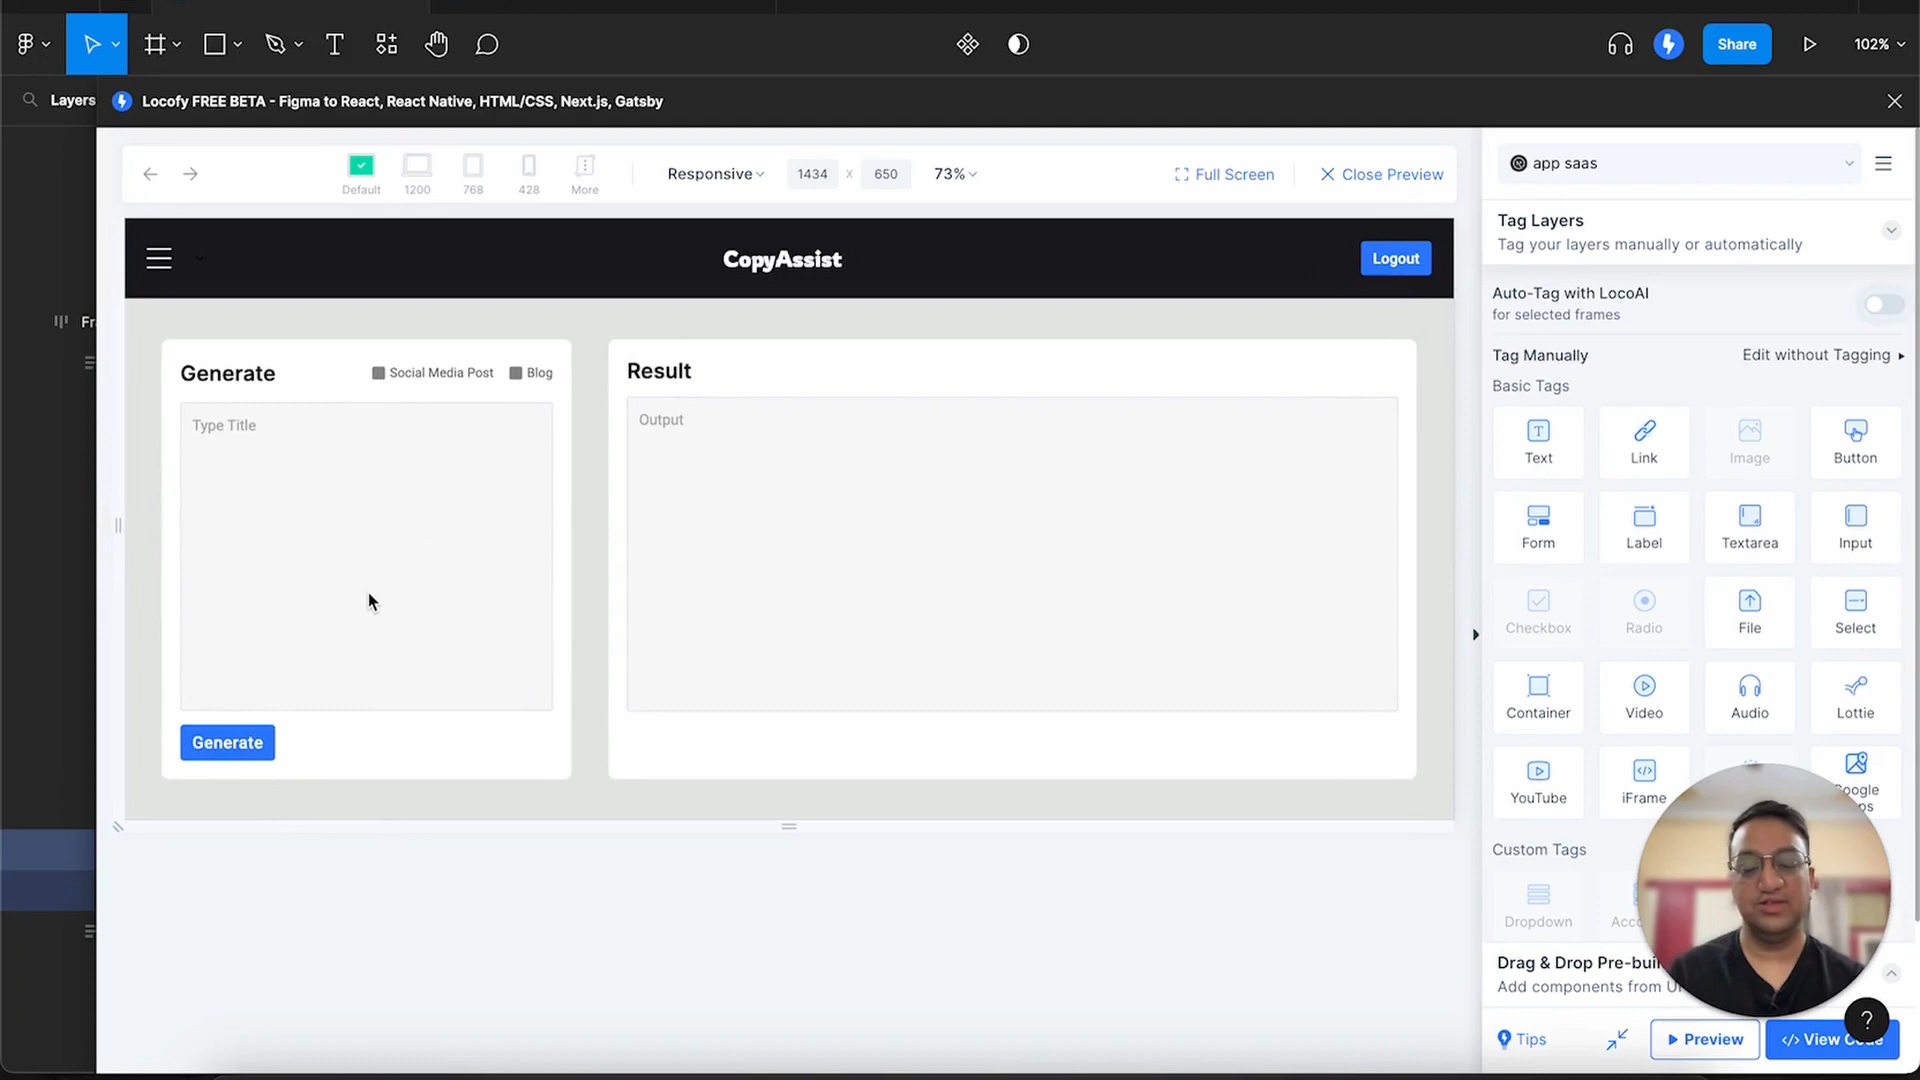 Share
102%
Layers
Locofy FREE BETA - Figma to React, React Native, HTML/CSS, Next.js, Gatsby
Default
1200
768
428
More
Responsive
1434
x
650
73%
Full Screen
Close Preview
app saas
CopyAssist
Logout
Tag Layers
Tag your layers manually or automatically
Auto-Tag with LocoAI
for selected frames
Tag Manually
Edit without Tagging
Basic Tags
Generate
Social Media Post
Blog
Type Title
Generate
Result
Output
Text
Link
Image
Button
Form
Label
Textarea
Input
Checkbox
Radio
File
Select
Container
Video
Audio
Lottie
YouTube
iFrame
Custom Tags
Dropdown
Drag & Drop
Add components from
Tips
Preview
View
?